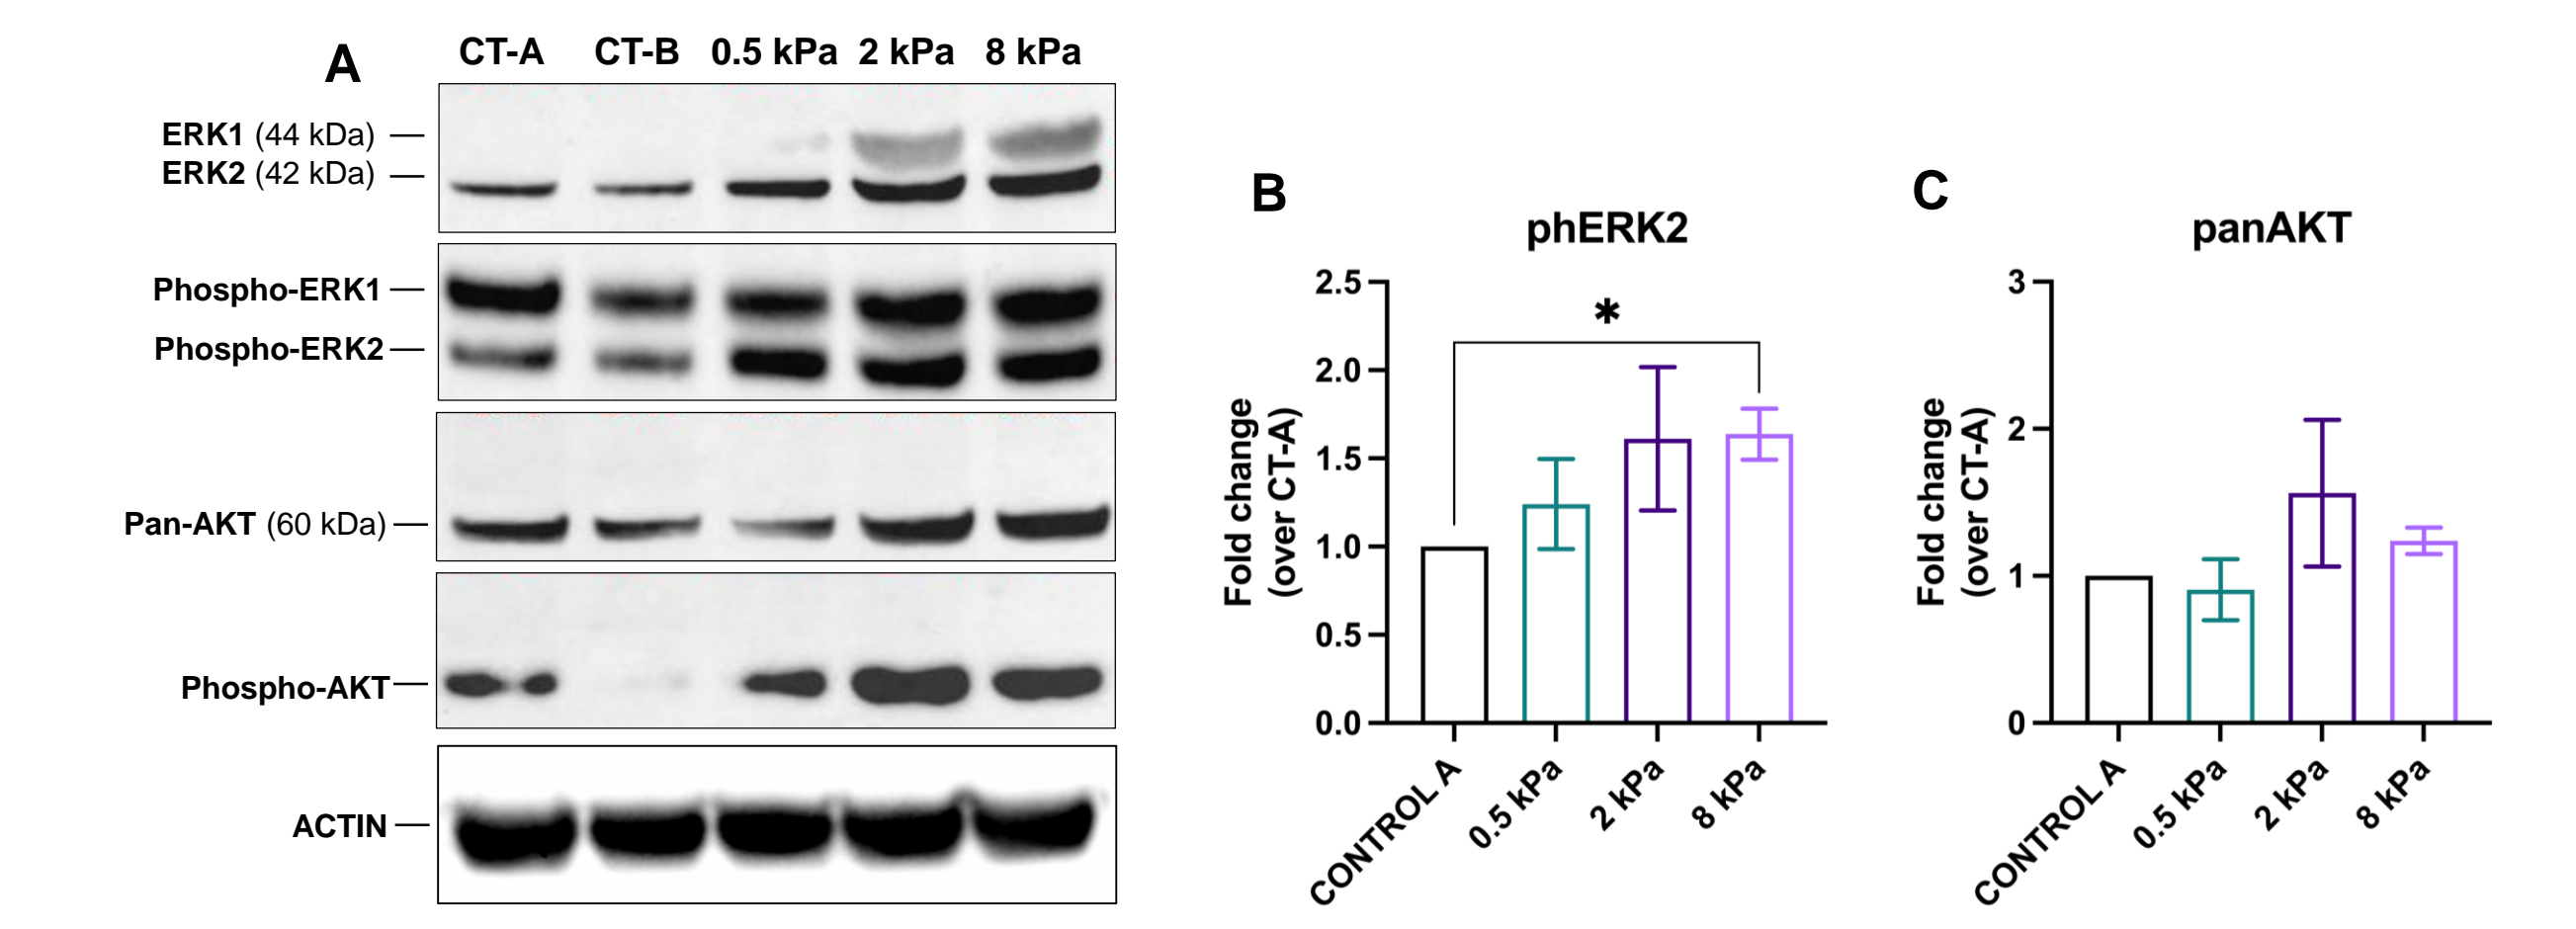 A
CT-A CT-B 0.5 kPa 2 kPa 8 kPa
ERK1 (44 kDa)
ERK2 (42 kDa)
Phospho-ERK1
Phospho-ERK2
Pan-AKT (60 kDa)
Phospho-AKT
ACTIN
B
phERK2
Fold change
(over CT-A)
2.5
2.0
1.5
1.0
0.5
0.0
*
CONTROL A
0.5 kPa
2 kPa
8 kPa
C
panAKT
Fold change
(over CT-A)
3
2
1
0
CONTROL A
0.5 kPa
2 kPa
8 kPa